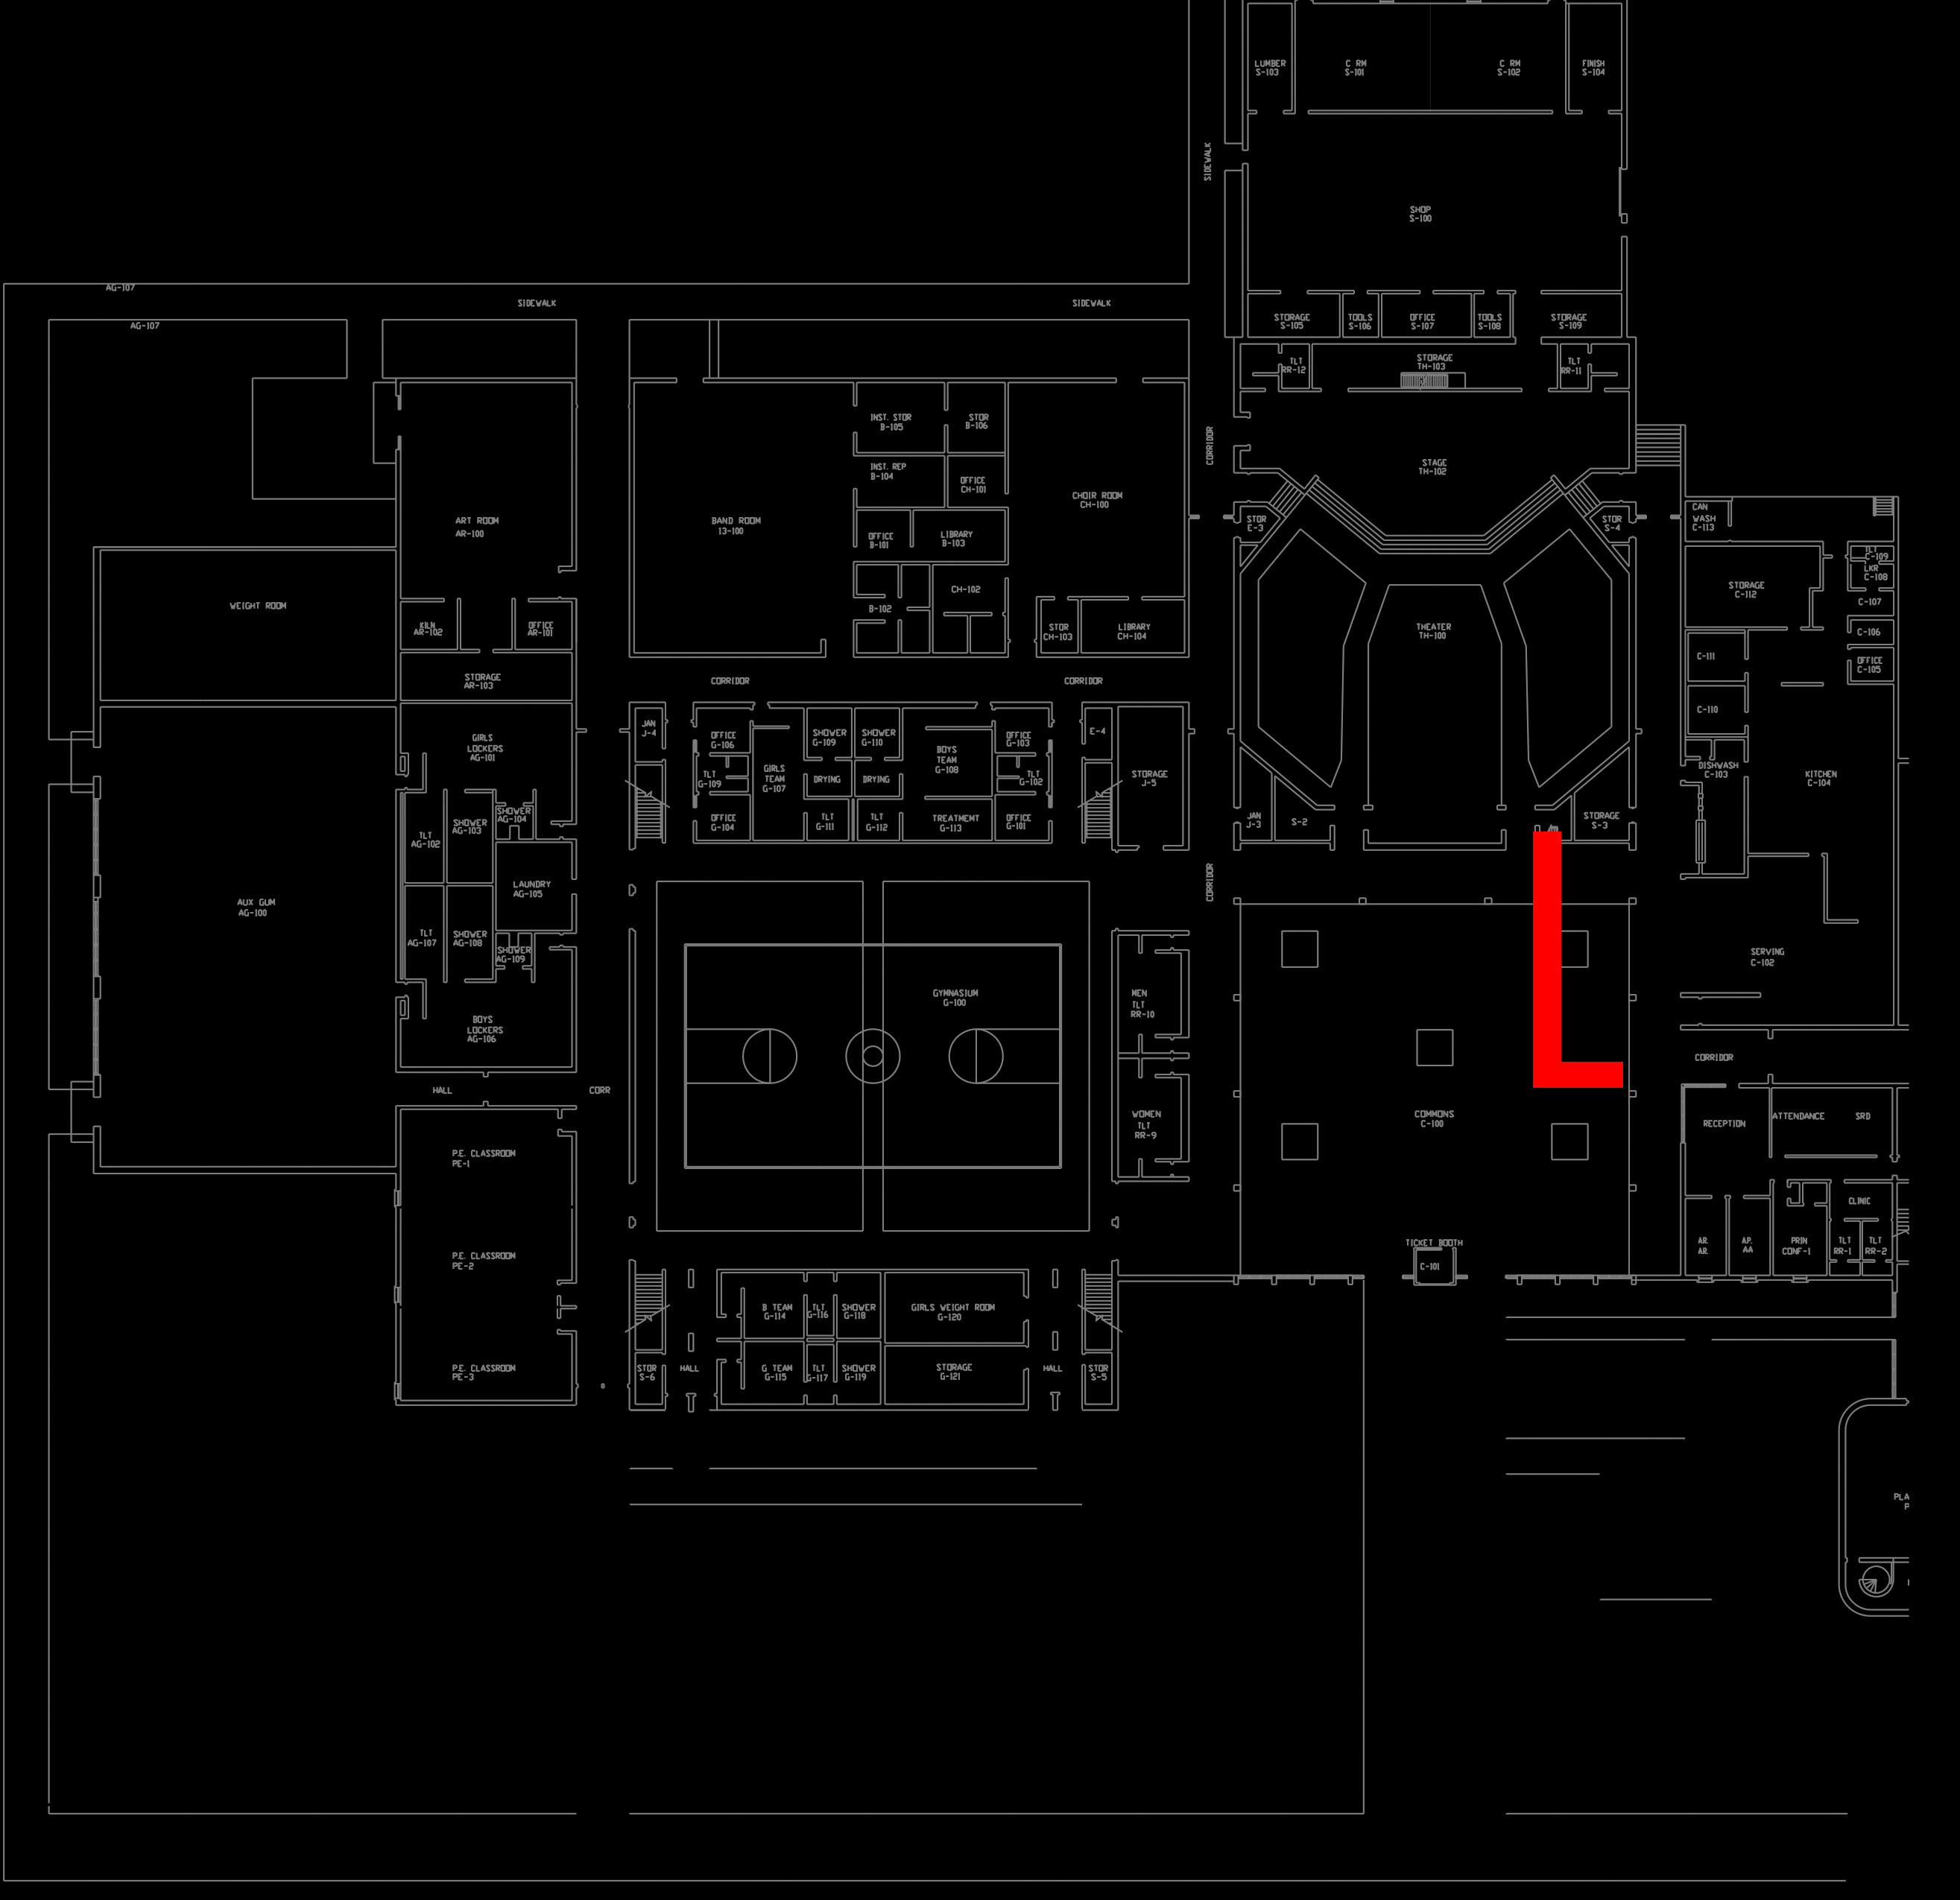 LUMBER
S-103
C RM
S-101
C RM
S-102
FINISH
S-104
SIDEWALK
SHOP
S-100
AG-107
SIDEWALK
SIDEWALK
AG-107
STORAGE
S-105
TOOLS
S-106
OFFICE
S-107
TOOLS
S-108
STORAGE
S-109
TLT
RR-12
STORAGE
TH-103
TLT
RR-11
INST. STOR
B-105
STOR
B-106
CORRIDOR
INST. REP
B-104
OFFICE
CH-101
STAGE
TH-102
CHOIR ROOM
CH-100
ART ROOM
AR-100
BAND ROOM
13-100
OFFICE
B-101
LIBRARY
B-103
STOR
E-3
STOR
S-4
CAN
WASH
C-113
TLT
C-109
LKR
C-108
STORAGE
C-112
C-107
WEIGHT ROOM
B-102
CH-102
KILN
AR-102
OFFICE
AR-101
STOR
CH-103
LIBRARY
CH-104
THEATER
TH-100
C-106
C-111
OFFICE
C-105
STORAGE
AR-103
CORRIDOR
CORRIDOR
C-110
JAN
J-4
OFFICE
G-106
SHOWER
G-109
SHOWER
G-110
OFFICE
G-103
E-4
GIRLS
LOCKERS
AG-101
BOYS
TEAM
G-108
TLT
G-109
GIRLS
TEAM
G-107
DRYING
DRYING
TLT
G-102
STORAGE
J-5
DISHWASH
C-103
KITCHEN
C-104
SHOWER
AG-104
SHOWER
AG-103
TLT
AG-102
OFFICE
G-104
TLT
G-111
TLT
G-112
TREATMEMT
G-113
OFFICE
G-101
JAN
J-3
S-2
STORAGE
S-3
LAUNDRY
AG-105
CORRIDOR
AUX GUM
AG-100
TLT
AG-107
SHOWER
AG-108
SHOWER
AG-109
SERVING
C-102
GYMNASIUM
G-100
MEN
TLT
RR-10
BOYS
LOCKERS
AG-106
CORRIDOR
HALL
CORR
WOMEN
TLT
RR-9
COMMONS
C-100
RECEPTION
ATTENDANCE
SRD
P.E. CLASSROOM
PE-1
CLINIC
P.E. CLASSROOM
PE-2
TICKET BOOTH
C-101
AR.
AR.
AP.
AA
PRIN
CONF-1
TLT
RR-1
TLT
RR-2
B TEAM
G-114
TLT
G-116
SHOWER
G-118
GIRLS WEIGHT ROOM
G-120
P.E. CLASSROOM
PE-3
STOR
S-6
HALL
G TEAM
G-115
TLT
G-117
SHOWER
G-119
STORAGE
G-121
HALL
STOR
S-5
PLA
P